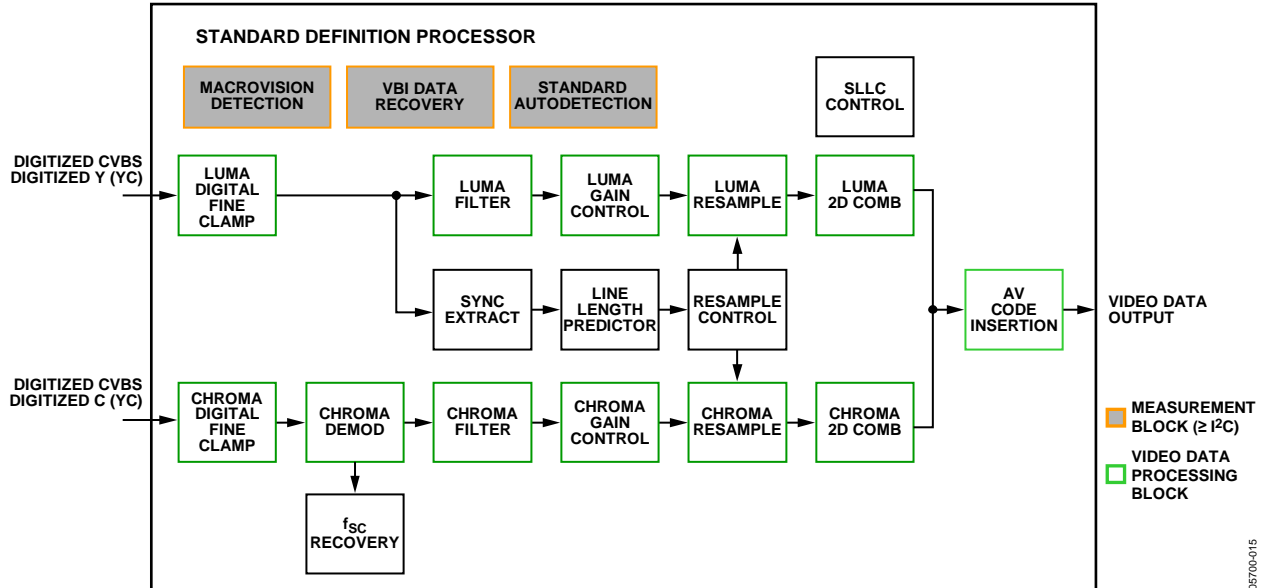 STANDARD DEFINITION PROCESSOR
MACROVISION
DETECTION
VBI DATA
RECOVERY
STANDARD
AUTODETECTION
SLLC
CONTROL
DIGITIZED CVBS
DIGITIZED Y (YC)
LUMA
DIGITAL
FINE
CLAMP
LUMA
FILTER
LUMA
GAIN
CONTROL
LUMA
RESAMPLE
LUMA
2D COMB
SYNC
EXTRACT
LINE
LENGTH
PREDICTOR
RESAMPLE
CONTROL
AV
CODE
INSERTION
VIDEO DATA
OUTPUT
DIGITIZED CVBS
DIGITIZED C (YC)
CHROMA
DIGITAL
FINE
CLAMP
CHROMA
DEMOD
CHROMA
FILTER
CHROMA
GAIN
CONTROL
CHROMA
RESAMPLE
CHROMA
2D COMB
fSC
RECOVERY
MEASUREMENT
BLOCK (≥ I²C)
VIDEO DATA
PROCESSING
BLOCK
05700-015